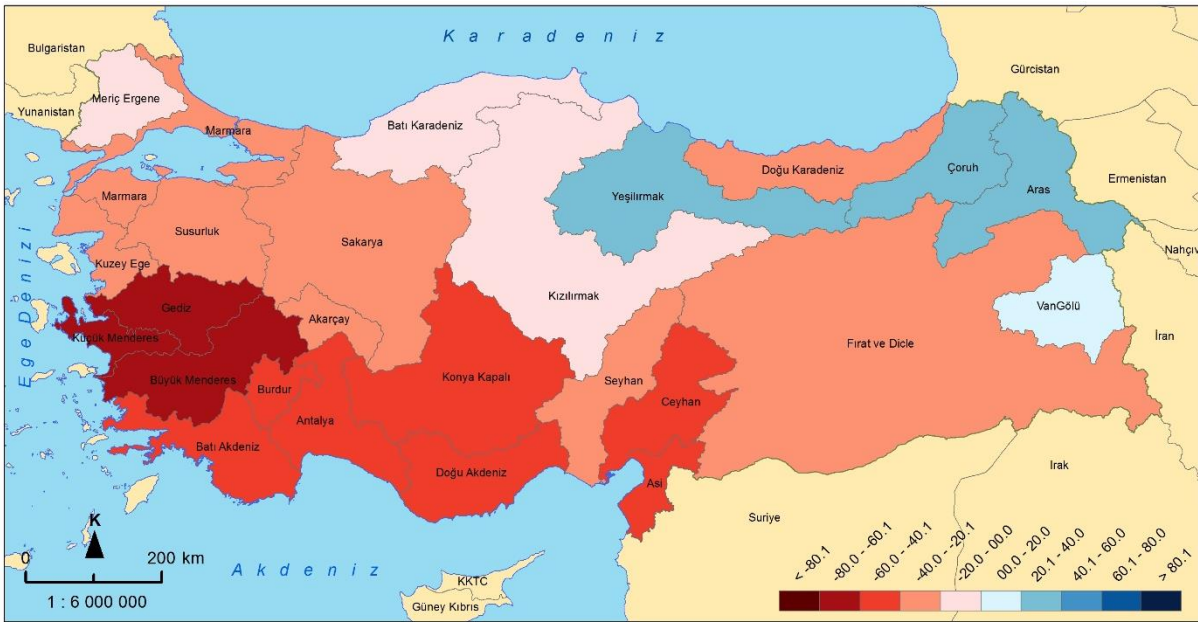 Karadeniz
Bulgaristan
Gürcistan
Meriç Ergene
Yunanistan
Batı Karadeniz
Marmara
Doğu Karadeniz
Çoruh
Ermenistan
Marmara
Yeşilırmak
Aras
Susurluk
Sakarya
Nahçıv
Kuzey Ege
Ege Denizi
Kızılırmak
Gediz
VanGölü
Akarçay
İran
Küçük Menderes
Fırat ve Dicle
Büyük Menderes
Burdur
Konya Kapalı
Seyhan
Ceyhan
Antalya
Batı Akdeniz
Doğu Akdeniz
Irak
Asi
Suriye
K
0 200 km
Akdeniz
KKTC
1 : 6 000 000
Güney Kıbrıs
< -80.1
-80.0 - -60.1
-60.0 - -40.1
-40.0 - -20.1
-20.0 - 00.0
00.0 - 20.0
20.1 - 40.0
40.1 - 60.0
60.1 - 80.0
> 80.1